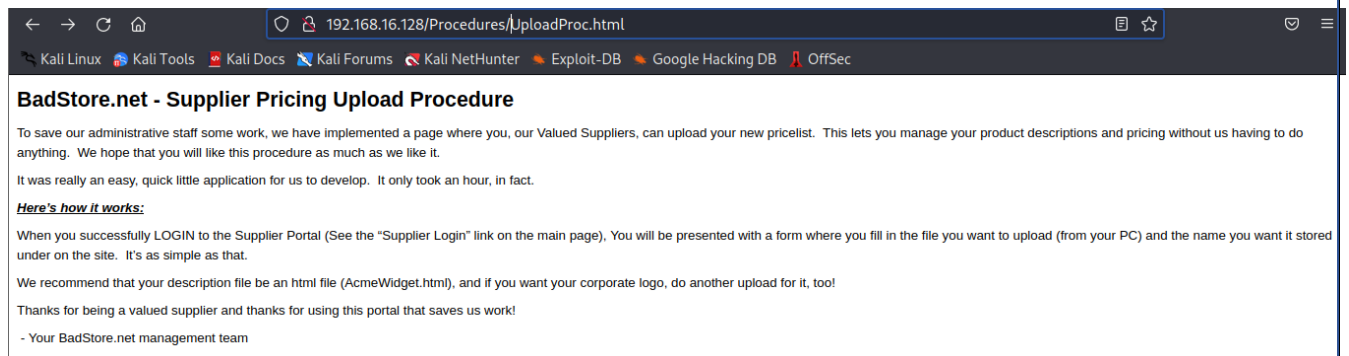 192.168.16.128/Procedures/UploadProc.html
Kali Linux Kali Tools Kali Docs Kali Forums Kali NetHunter Exploit-DB Google Hacking DB OffSec
BadStore.net - Supplier Pricing Upload Procedure
To save our administrative staff some work, we have implemented a page where you, our Valued Suppliers, can upload your new pricelist.  This lets you manage your product descriptions and pricing without us having to do
anything.  We hope that you will like this procedure as much as we like it.
It was really an easy, quick little application for us to develop.  It only took an hour, in fact.
Here's how it works:
When you successfully LOGIN to the Supplier Portal (See the “Supplier Login” link on the main page), You will be presented with a form where you fill in the file you want to upload (from your PC) and the name you want it stored
under on the site.  It's as simple as that.
We recommend that your description file be an html file (AcmeWidget.html), and if you want your corporate logo, do another upload for it, too!
Thanks for being a valued supplier and thanks for using this portal that saves us work!
- Your BadStore.net management team